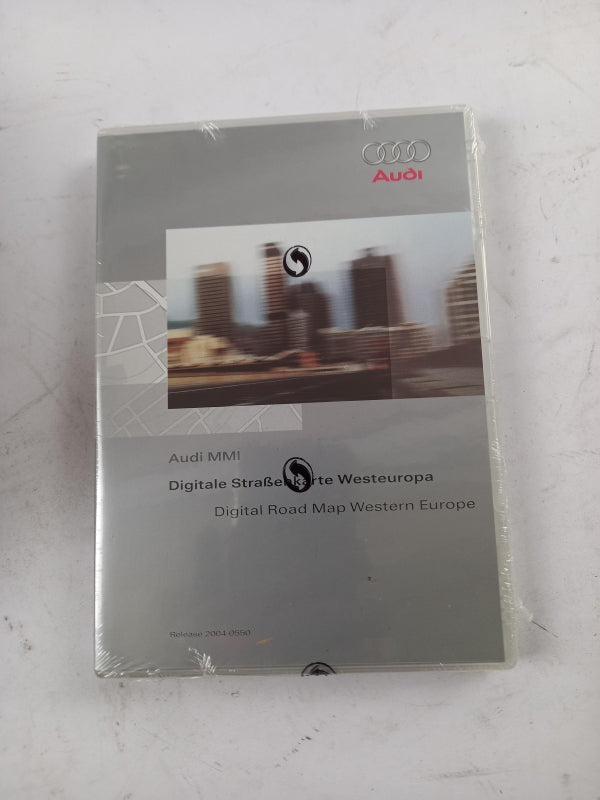 Audi
Audi MMI
Digitale Straßenkarte Westeuropa
Digital Road Map Western Europe
Release 2004-0550